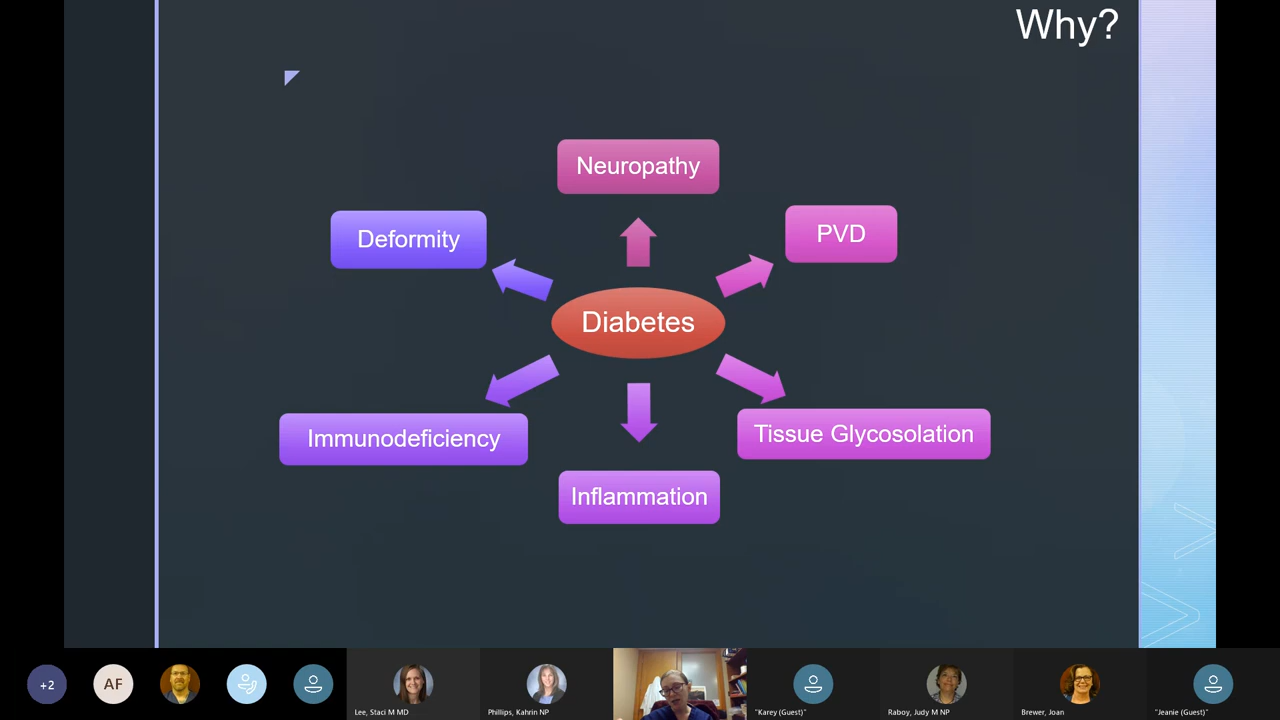 Why?
Neuropathy
Deformity
PVD
Diabetes
Immunodeficiency
Tissue Glycosolation
Inflammation
+2
AF
Lee, Staci M MD
Phillips, Kahrin NP
"Karey (Guest)"
Raboy, Judy M NP
Brewer, Joan
"Jeanie (Guest)"